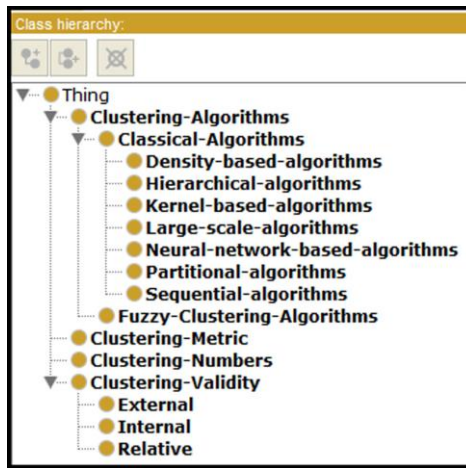 Class hierarchy:
Thing
Clustering-Algorithms
Classical-Algorithms
Density-based-algorithms
Hierarchical-algorithms
Kernel-based-algorithms
Large-scale-algorithms
Neural-network-based-algorithms
Partitional-algorithms
Sequential-algorithms
Fuzzy-Clustering-Algorithms
Clustering-Metric
Clustering-Numbers
Clustering-Validity
External
Internal
Relative